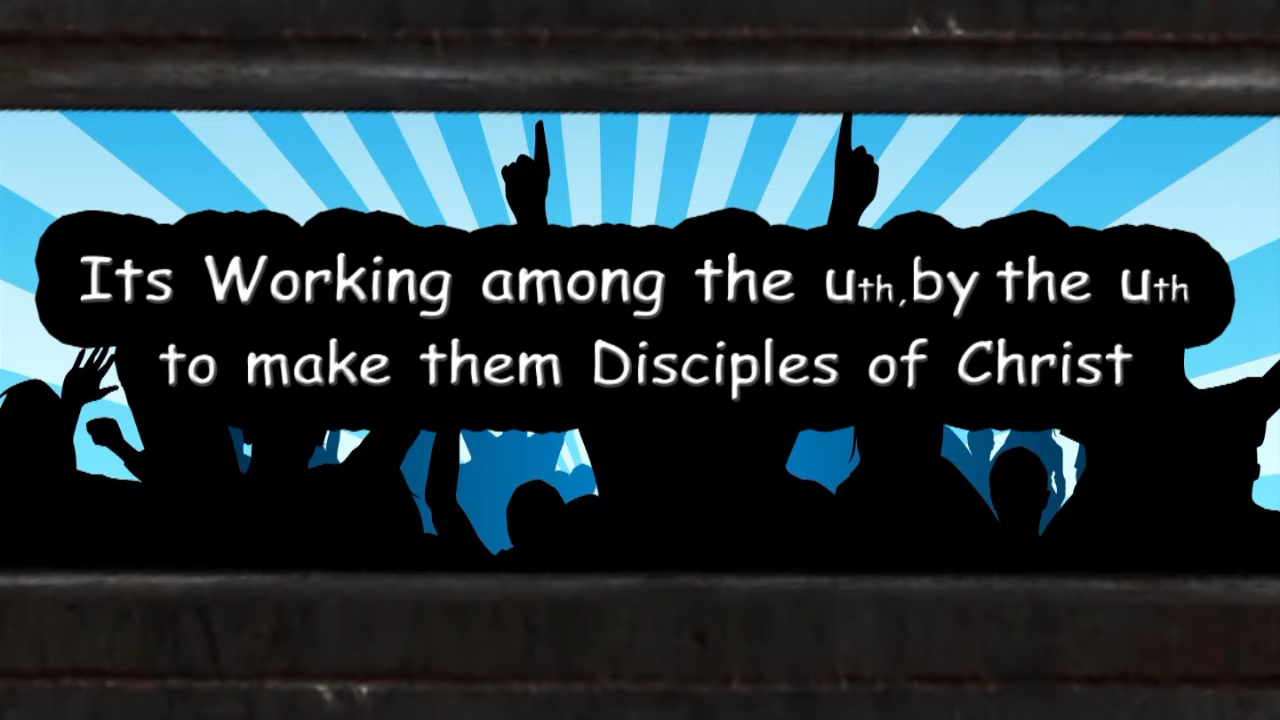 Its Working among the uth,by the uth
to make them Disciples of Christ